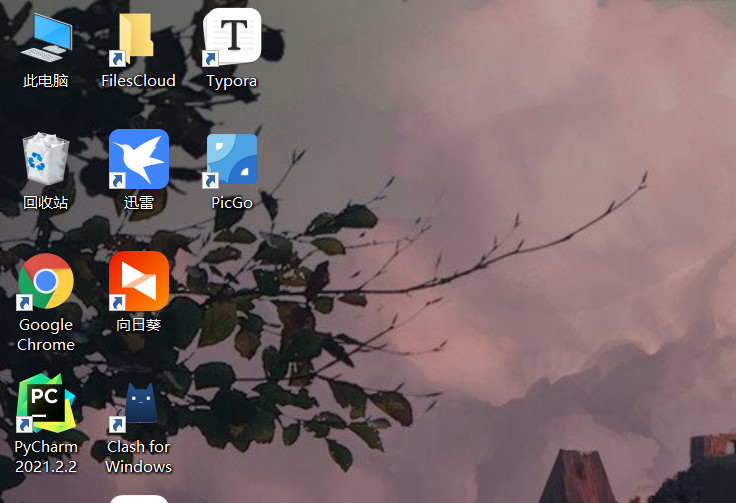 此电脑
FilesCloud
T
Typora
回收站
迅雷
PicGo
Google
Chrome
向日葵
PC
PyCharm
2021.2.2
Clash for
Windows